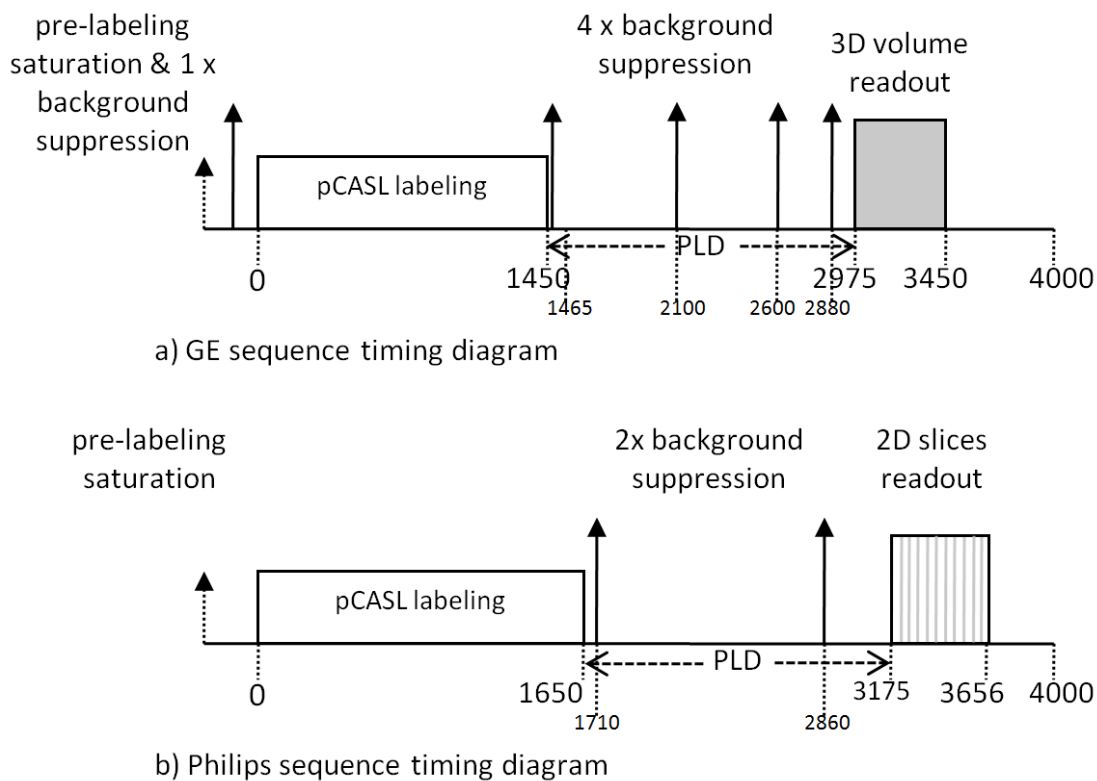 pre-labeling
saturation & 1 x
background
suppression
4 x background
suppression
3D volume
readout
pCASL labeling
PLD
0
1450
2975
3450
4000
1465
2100
2600
2880
a) GE sequence timing diagram
pre-labeling
saturation
2x background
suppression
2D slices
readout
pCASL labeling
PLD
0
1650
3175
3656
4000
1710
2860
b) Philips sequence timing diagram